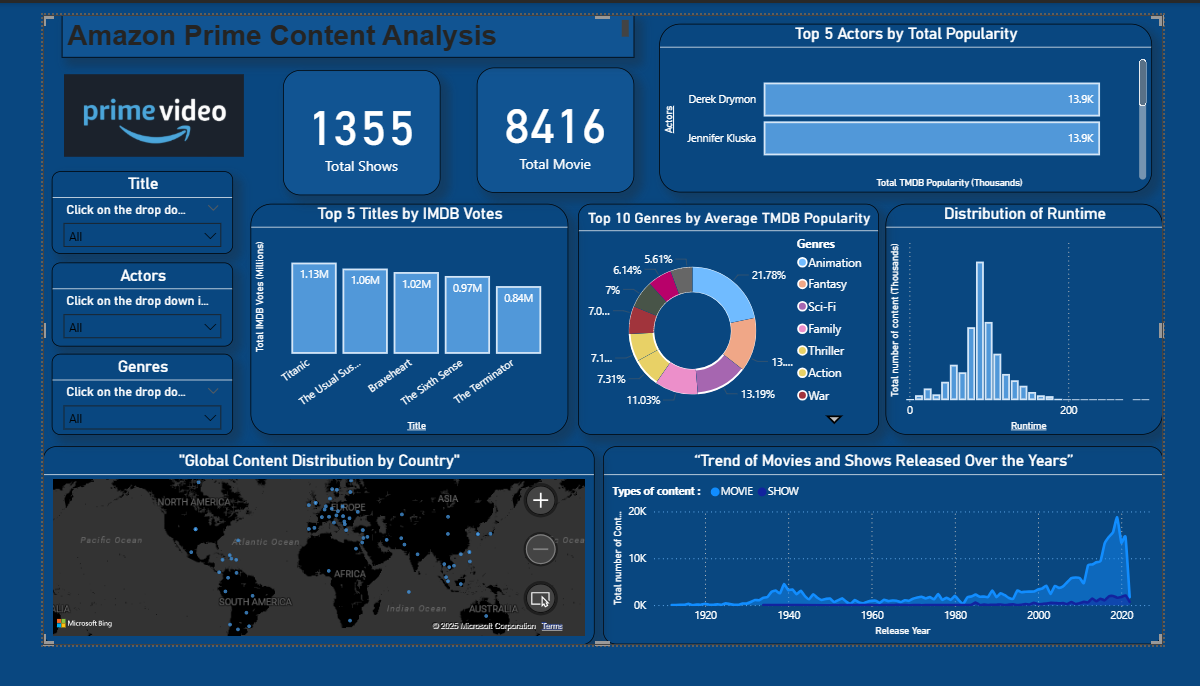 Amazon Prime Content Analysis
prime video
1355
Total Shows
8416
Total Movie
Top 5 Actors by Total Popularity
Actors
Derek Drymon
13.9K
Jennifer Kluska
13.9K
Total TMDB Popularity (Thousands)
Title
Click on the drop do...
All
Actors
Click on the drop down i...
All
Genres
Click on the drop do...
All
Top 5 Titles by IMDB Votes
Total IMDB Votes (Millions)
1.13M
1.06M
1.02M
0.97M
0.84M
Titanic
The Usual Sus...
Braveheart
The Sixth Sense
The Terminator
Title
Top 10 Genres by Average TMDB Popularity
21.78%
13....
13.19%
11.03%
7.31%
7.1...
7.0...
7%
6.14%
5.61%
Genres
Animation
Fantasy
Sci-Fi
Family
Thriller
Action
War
Distribution of Runtime
Total number of content (Thousands)
0
200
Runtime
"Global Content Distribution by Country"
NORTH AMERICA
EUROPE
ASIA
Pacific Ocean
Atlantic Ocean
Ocea
AFRICA
SOUTH AMERICA
Indian Ocean
AUSTRALIA
ALIA
Microsoft Bing
© 2025 Microsoft Corporation Terms
“Trend of Movies and Shows Released Over the Years”
Types of content :
MOVIE
SHOW
Total number of Cont...
20K
10K
0K
1920
1940
1960
1980
2000
2020
Release Year